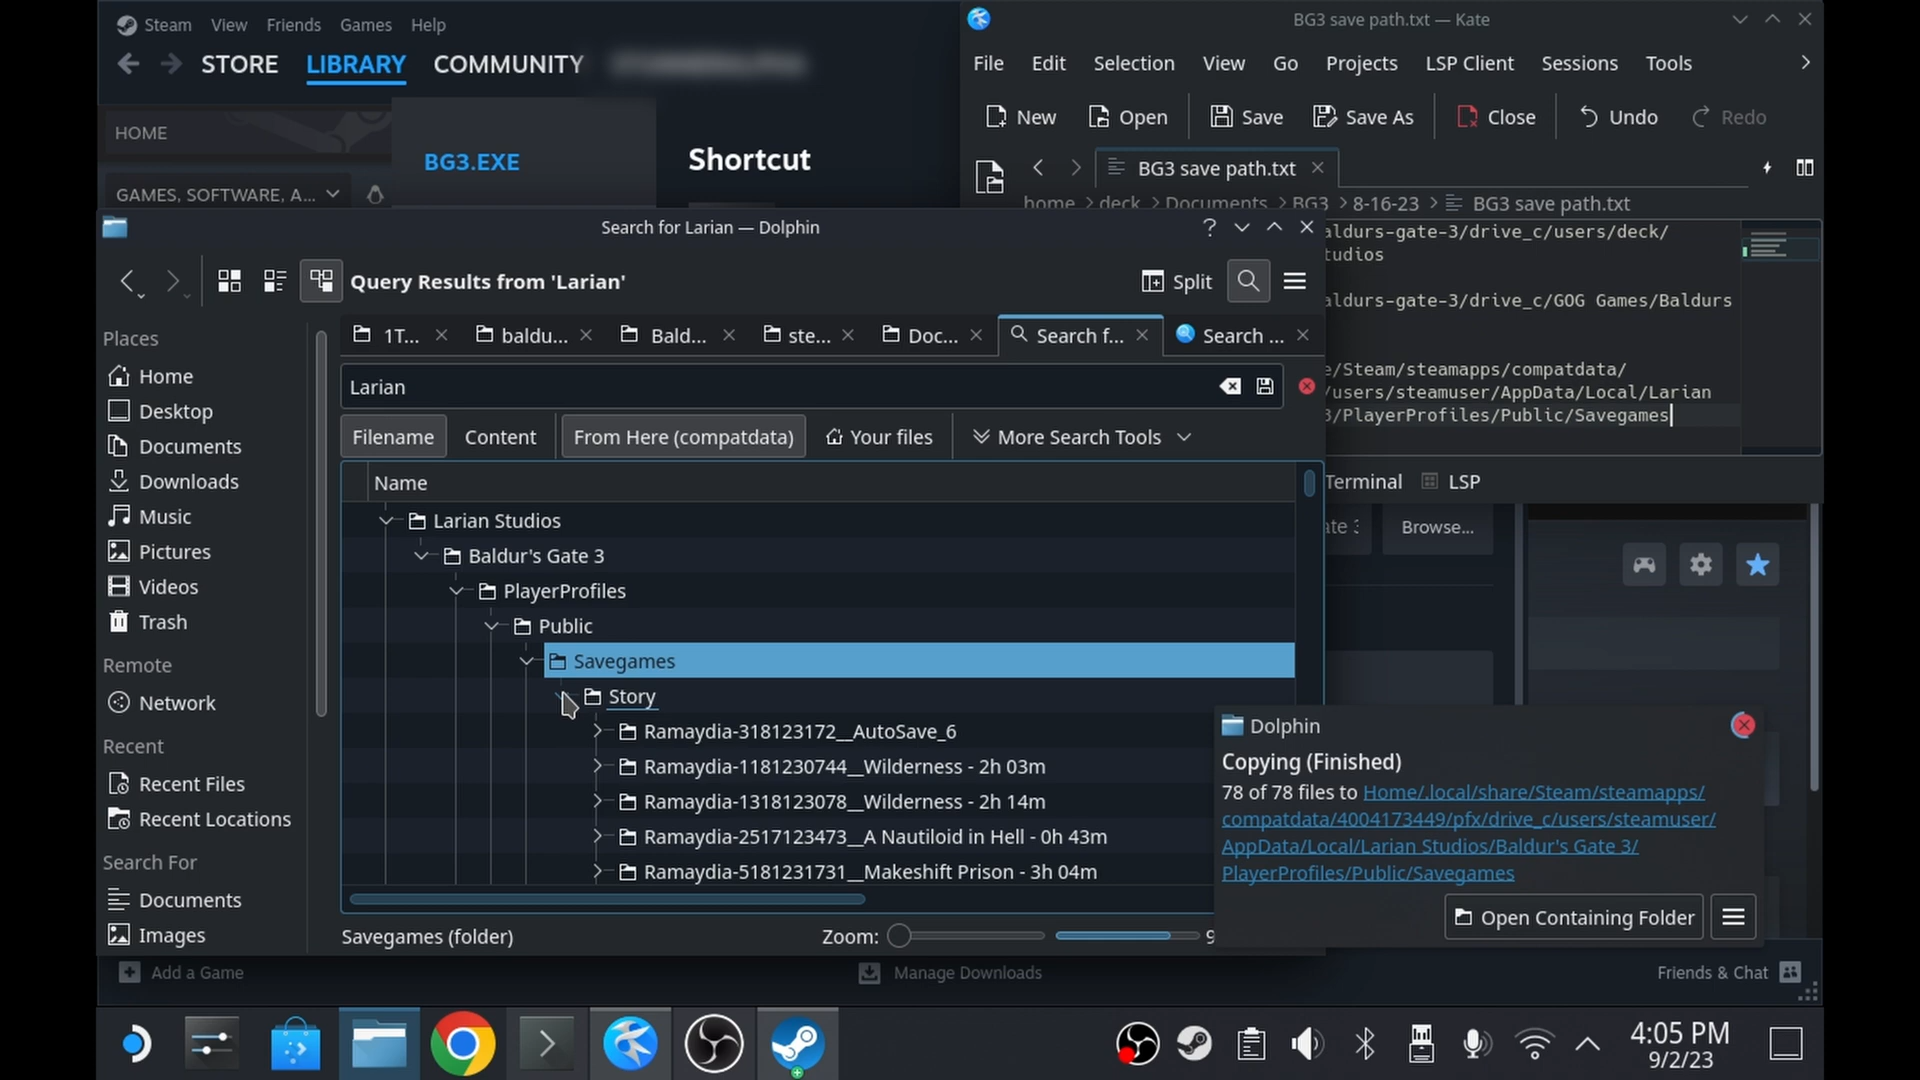 Steam View Friends Games Help
STORE LIBRARY COMMUNITY
HOME
GAMES, SOFTWARE, A...
BG3.EXE
Shortcut
BG3 save path.txt — Kate
File Edit Selection View Go Projects LSP Client Sessions Tools
New Open Save Save As Close Undo Redo
BG3 save path.txt
home > deck > Documents > BG3 > 8-16-23 > BG3 save path.txt
aldurs-gate-3/drive_c/users/deck/
tudios
aldurs-gate-3/drive_c/GOG Games/Baldurs
e/Steam/steamapps/compatdata/
/users/steamuser/AppData/Local/Larian
3/PlayerProfiles/Public/Savegames
Terminal LSP
Browse...
Search for Larian — Dolphin
Query Results from 'Larian'
Split
1T... baldu... Bald... ste... Doc... Search f... Search ...
Larian
Filename Content From Here (compatdata) Your files More Search Tools
Places
Home
Desktop
Documents
Downloads
Music
Pictures
Videos
Trash
Remote
Network
Recent
Recent Files
Recent Locations
Search For
Documents
Images
Name
Larian Studios
Baldur's Gate 3
PlayerProfiles
Public
Savegames
Story
Ramaydia-318123172__AutoSave_6
Ramaydia-1181230744__Wilderness - 2h 03m
Ramaydia-1318123078__Wilderness - 2h 14m
Ramaydia-2517123473__A Nautiloid in Hell - 0h 43m
Ramaydia-5181231731__Makeshift Prison - 3h 04m
Savegames (folder)
Zoom:
9
Dolphin
Copying (Finished)
78 of 78 files to Home/.local/share/Steam/steamapps/
compatdata/4004173449/pfx/drive_c/users/steamuser/
AppData/Local/Larian Studios/Baldur's Gate 3/
PlayerProfiles/Public/Savegames
Open Containing Folder
Add a Game
Manage Downloads
Friends & Chat
4:05 PM
9/2/23